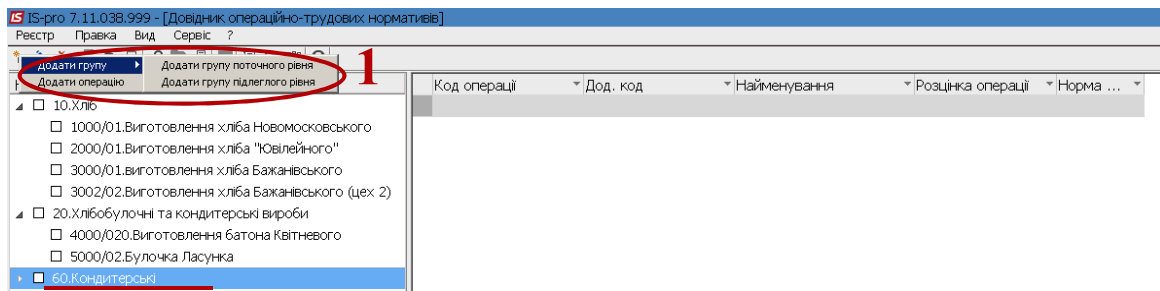 IS-pro 7.11.038.999 - [Довідник операційно-трудових нормативів]
Реєстр Правка Вид Сервіс ?
Додати групу Додати групу поточного рівня
Додати операцію Додати групу підлеглого рівня
1
Код операції Дод. код Найменування Розцінка операції Норма ...
10.Хліб
1000/01.Виготовлення хліба Новомосковського
2000/01.Виготовлення хліба "Ювілейного"
3000/01.виготовлення хліба Бажанівського
3002/02.Виготовлення хліба Бажанівського (цех 2)
20.Хлібобулочні та кондитерські вироби
4000/020.Виготовлення батона Квітневого
5000/02.Булочка Ласунка
60.Кондитерські